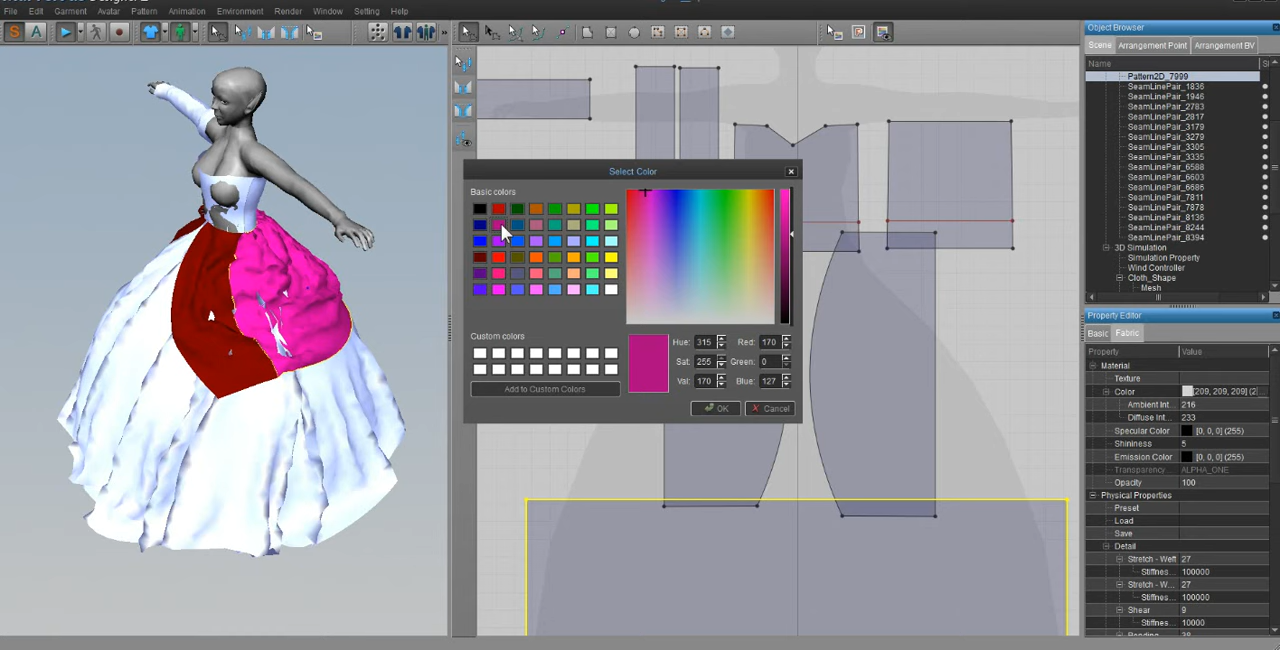 File Edit Garment Avatar Pattern Animation Environment Render Window Setting Help
S A
Object Browser
Scene Arrangement Point Arrangement BV
Name
Pattern2D_7999
SeamLinePair_1836
SeamLinePair_1946
SeamLinePair_2783
SeamLinePair_2817
SeamLinePair_3179
SeamLinePair_3279
SeamLinePair_3305
SeamLinePair_3335
SeamLinePair_6588
SeamLinePair_6603
SeamLinePair_6686
SeamLinePair_7811
SeamLinePair_7878
SeamLinePair_8136
SeamLinePair_8244
SeamLinePair_8394
3D Simulation
Simulation Property
Wind Controller
Cloth_Shape
Mesh
Select Color
Basic colors
Custom colors
Add to Custom Colors
Hue: 315 Red: 170
Sat: 255 Green: 0
Val: 170 Blue: 127
OK Cancel
Property Editor
Basic Fabric
Property Value
Material
Texture
Color [209, 209, 209] (2
Ambient Int... 216
Diffuse Int... 233
Specular Color [0, 0, 0] (255)
Shininess 5
Emission Color [0, 0, 0] (255)
Transparency... ALPHA_ONE
Opacity 100
Physical Properties
Preset
Load
Save
Detail
Stretch - Weft 27
Stiffnes... 100000
Stretch - W... 27
Stiffnes... 100000
Shear 9
Stiffnes... 10000